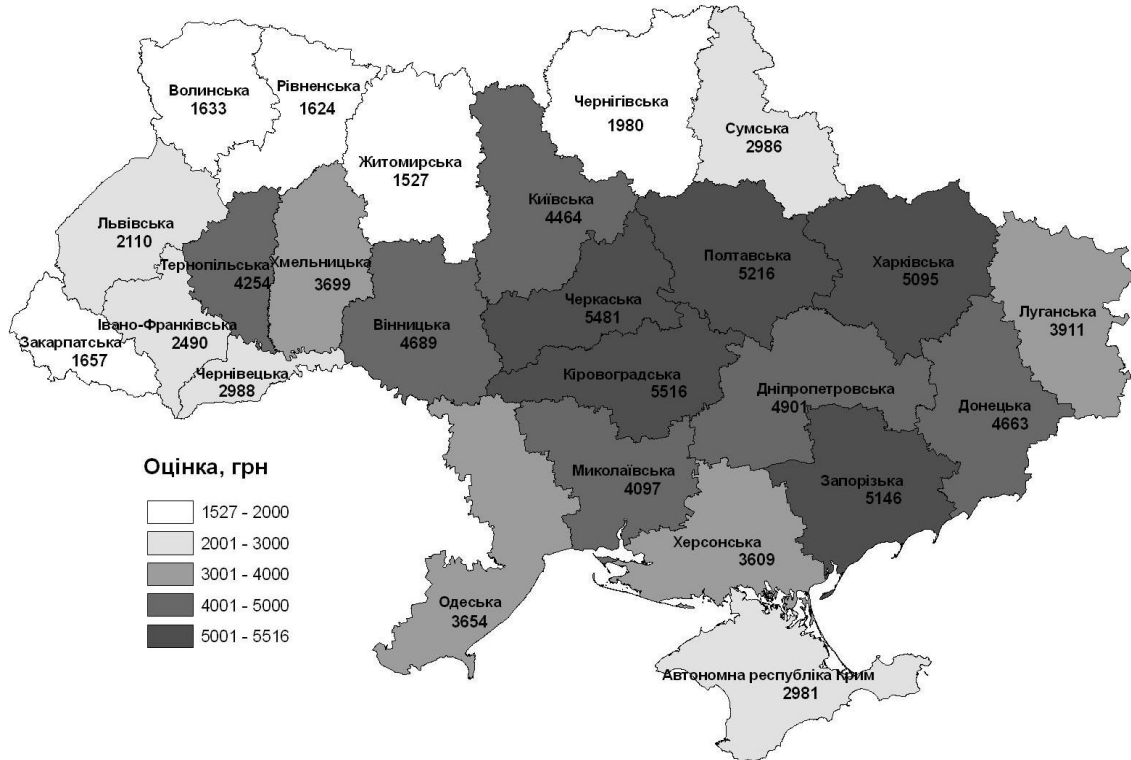 Волинська
1633
Рівненська
1624
Житомирська
1527
Чернігівська
1980
Сумська
2986
Львівська
2110
Тернопільська
4254
Хмельницька
3699
Київська
4464
Полтавська
5216
Харківська
5095
Луганська
3911
Закарпатська
1657
Івано-Франківська
2490
Чернівецька
2988
Вінницька
4689
Черкаська
5481
Кіровоградська
5516
Дніпропетровська
4901
Донецька
4663
Миколаївська
4097
Запорізька
5146
Херсонська
3609
Одеська
3654
Автономна республіка Крим
2981
Оцінка, грн
1527 - 2000
2001 - 3000
3001 - 4000
4001 - 5000
5001 - 5516